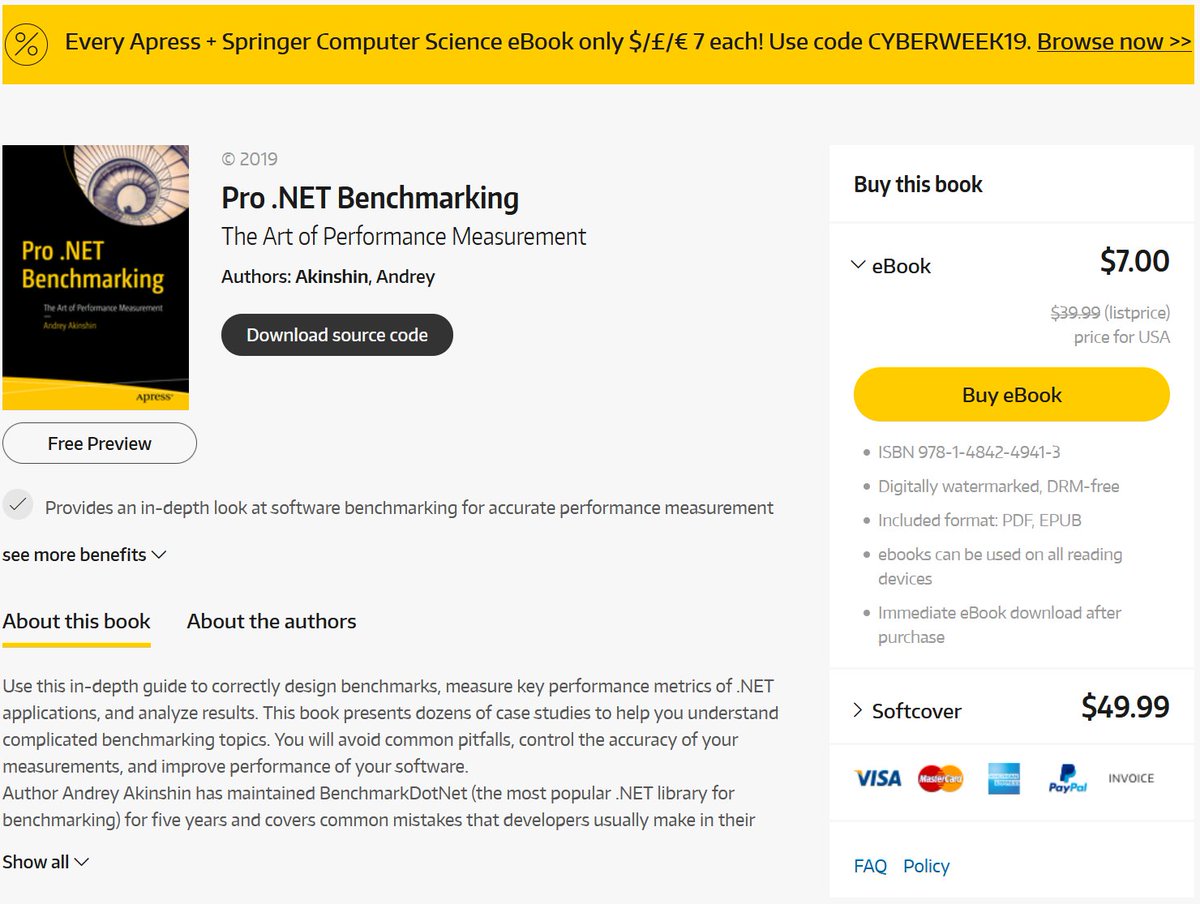 Every Apress + Springer Computer Science eBook only $/£/€ 7 each! Use code CYBERWEEK19. Browse now >>
Pro .NET
Benchmarking
The Art of Performance Measurement
Andrey Akinshin
Apress®
Free Preview
© 2019
Pro .NET Benchmarking
The Art of Performance Measurement
Authors: Akinshin, Andrey
Download source code
Provides an in-depth look at software benchmarking for accurate performance measurement
see more benefits
About this book
About the authors
Use this in-depth guide to correctly design benchmarks, measure key performance metrics of .NET
applications, and analyze results. This book presents dozens of case studies to help you understand
complicated benchmarking topics. You will avoid common pitfalls, control the accuracy of your
measurements, and improve performance of your software.
Author Andrey Akinshin has maintained BenchmarkDotNet (the most popular .NET library for
benchmarking) for five years and covers common mistakes that developers usually make in their
Show all
Buy this book
eBook $7.00
$39.99 (listprice)
price for USA
Buy eBook
• ISBN 978-1-4842-4941-3
• Digitally watermarked, DRM-free
• Included format: PDF, EPUB
• ebooks can be used on all reading
devices
• Immediate eBook download after
purchase
Softcover $49.99
VISA MasterCard AMERICAN EXPRESS PayPal INVOICE
FAQ Policy